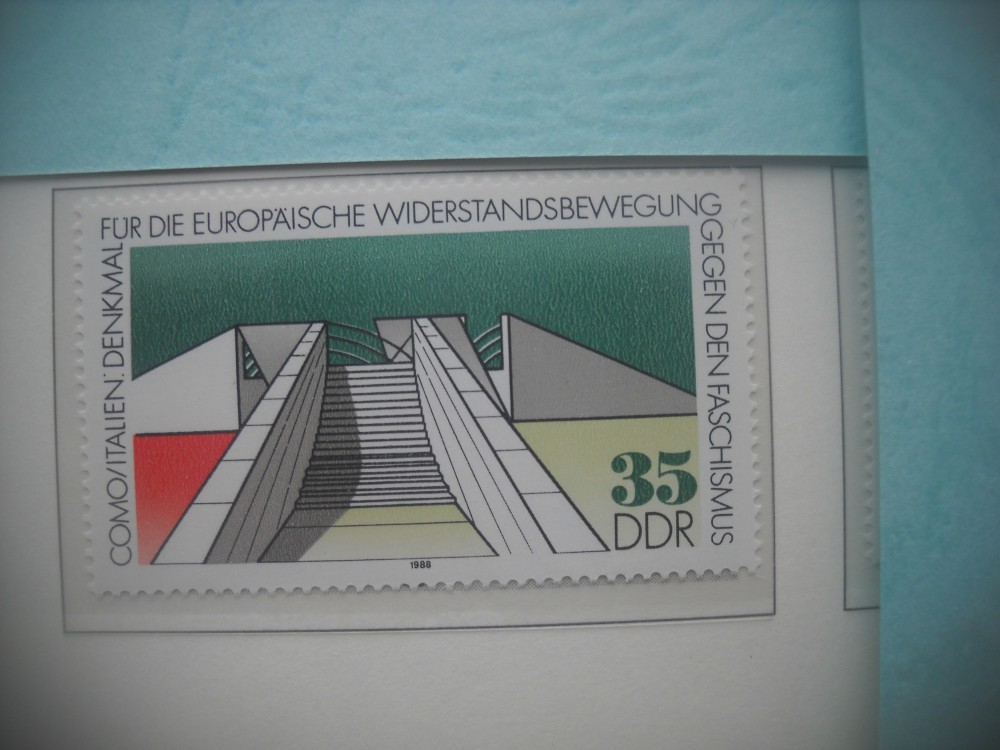 COMO/ITALIEN: DENKMAL
FÜR DIE EUROPÄISCHE WIDERSTANDSBEWEGUNG
GEGEN DEN FASCHISMUS
35
DDR
1988